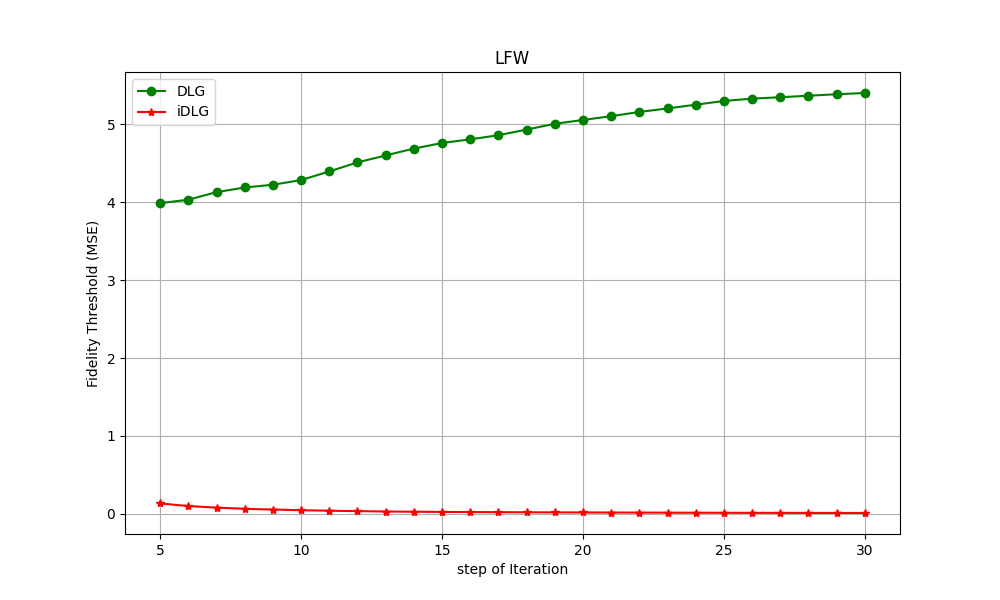 LFW
DLG
iDLG
Fidelity Threshold (MSE)
5
4
3
2
1
0
5 10 15 20 25 30
step of Iteration